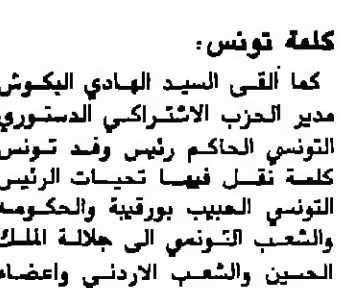 كلمة تونس :
كما ألقى السيد الهادي البكوش
مدير الحزب الاشتراكي الدستوري
التونسي الحاكم رئيس وفد تونس
كلمة نقل فيها تحيات الرئيس
التونسي الحبيب بورقيبة والحكومة
والشعب التونسي الى جلالة الملك
الحسين والشعب الاردني واعضاء